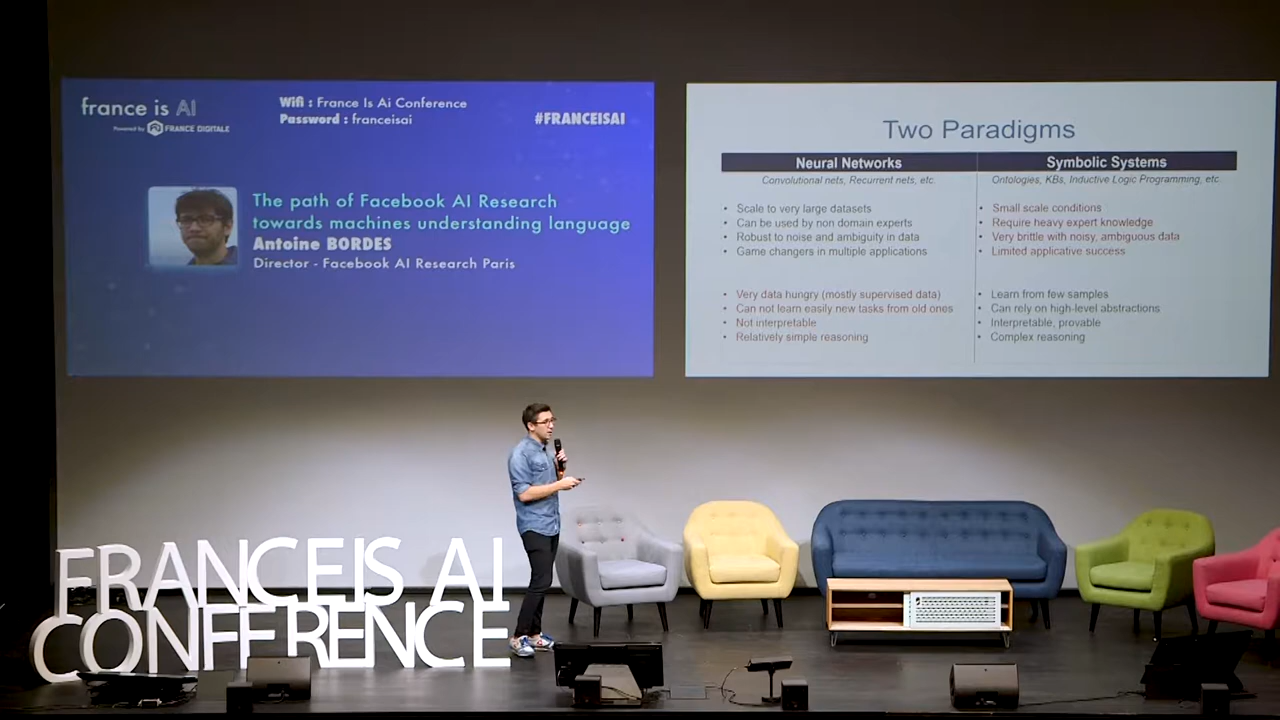 france is AI
Powered by FRANCE DIGITALE
Wifi : France Is Ai Conference
Password : franceisai
#FRANCEISAI
The path of Facebook AI Research
towards machines understanding language
Antoine BORDES
Director - Facebook AI Research Paris
Two Paradigms
Neural Networks
Convolutional nets, Recurrent nets, etc.
• Scale to very large datasets
• Can be used by non domain experts
• Robust to noise and ambiguity in data
• Game changers in multiple applications
• Very data hungry (mostly supervised data)
• Can not learn easily new tasks from old ones
• Not interpretable
• Relatively simple reasoning
Symbolic Systems
Ontologies, KBs, Inductive Logic Programming, etc.
• Small scale conditions
• Require heavy expert knowledge
• Very brittle with noisy, ambiguous data
• Limited applicative success
• Learn from few samples
• Can rely on high-level abstractions
• Interpretable, provable
• Complex reasoning
FRANCE IS AI
CONFERENCE